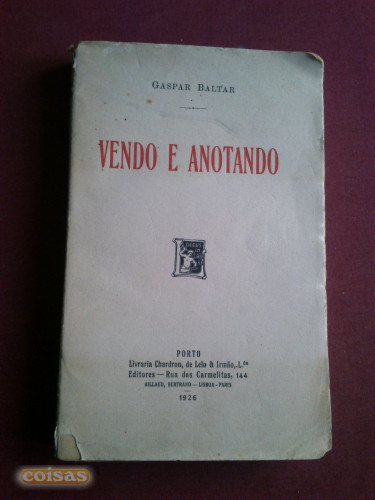 GASPAR BALTAR
VENDO E ANOTANDO
PORTO
Livraria Chardron, de Lelo & Irmão, L.da
Editores — Rua das Carmelitas, 144
AILLAUD, BERTRAND — LISBOA - PARIS
1926
coisas